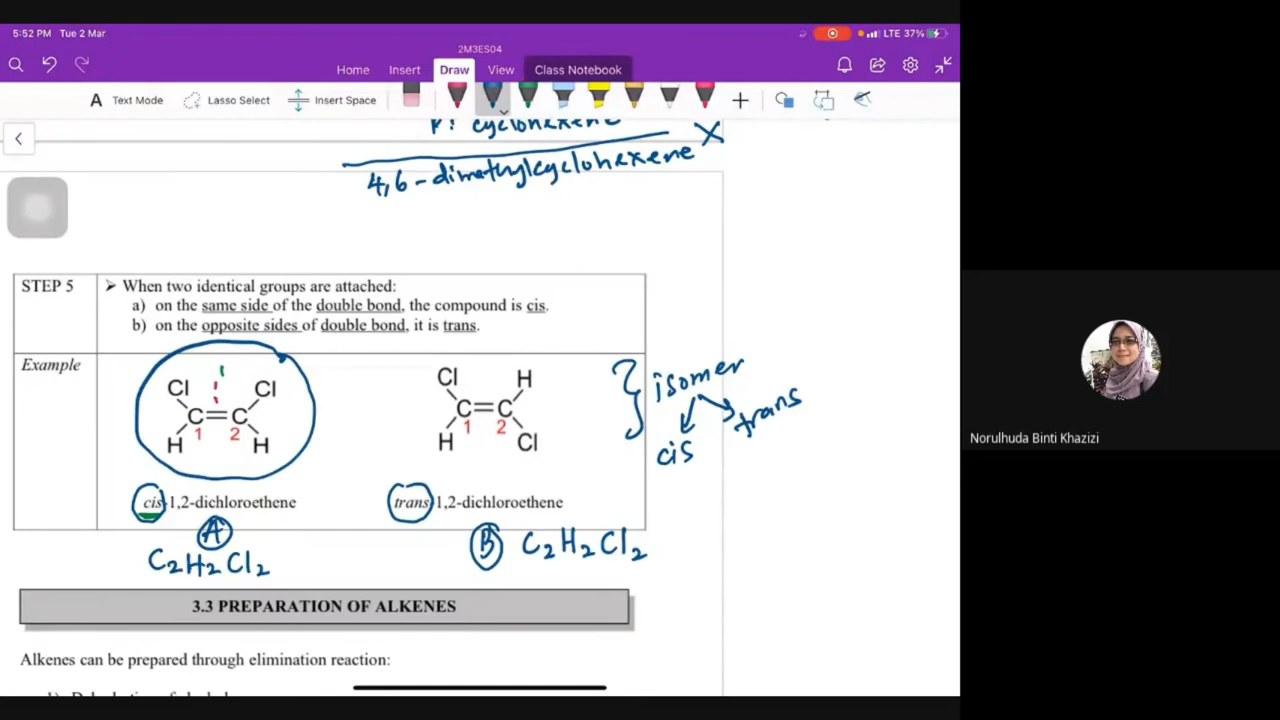 5:52 PM Tue 2 Mar
LTE 37%
2M3ES04
Home Insert Draw View Class Notebook
A Text Mode Lasso Select Insert Space
P: cyclohexene
4,6-dimethylcyclohexene X
STEP 5
➤ When two identical groups are attached:
a) on the same side of the double bond, the compound is cis.
b) on the opposite sides of double bond, it is trans.
Example
Cl Cl
C=C
H 1 2 H
Cl H
C=C
H 1 2 Cl
isomer
cis trans
cis-1,2-dichloroethene
trans-1,2-dichloroethene
A
C2H2Cl2
B C2H2Cl2
3.3 PREPARATION OF ALKENES
Alkenes can be prepared through elimination reaction:
Norulhuda Binti Khazizi